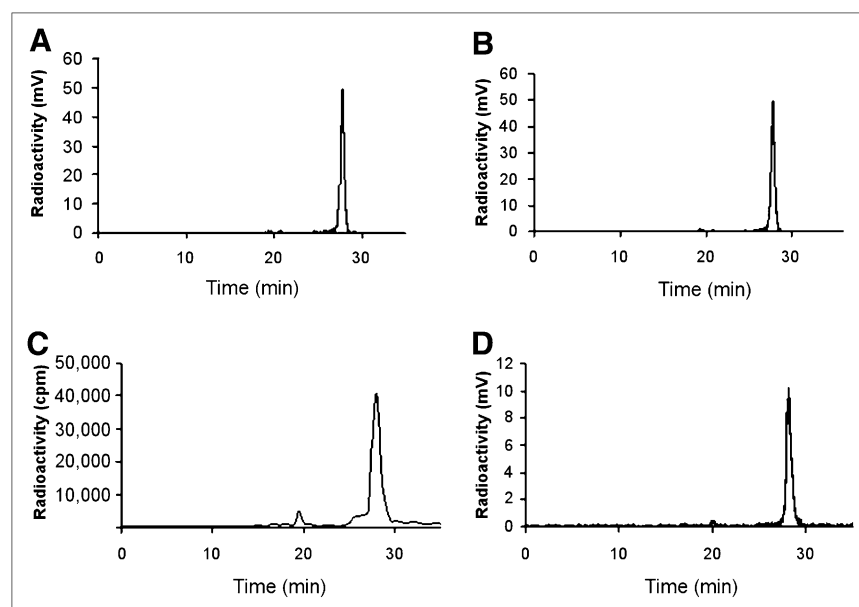 A
Radioactivity (mV)
60
50
40
30
20
10
0
0 10 20 30
Time (min)
B
Radioactivity (mV)
60
50
40
30
20
10
0
0 10 20 30
Time (min)
C
Radioactivity (cpm)
50,000
40,000
30,000
20,000
10,000
0 10 20 30
Time (min)
D
Radioactivity (mV)
12
10
8
6
4
2
0
0 10 20 30
Time (min)